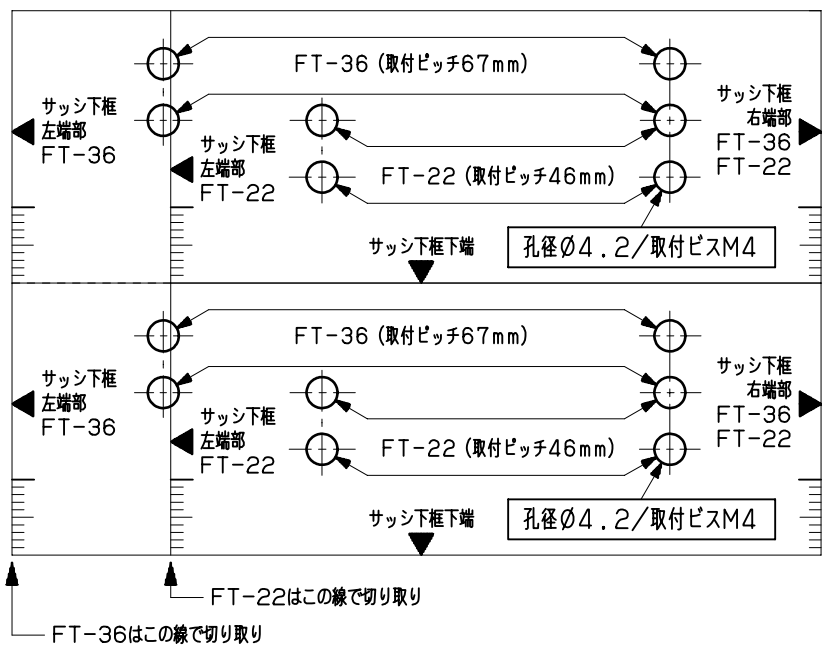 FT-36 (取付ピッチ67mm)
サッシ下框
左端部
FT-36
サッシ下框
右端部
FT-36
FT-22
サッシ下框
左端部
FT-22
FT-22 (取付ピッチ46mm)
サッシ下框下端
孔径Ø4.2/取付ビスM4
FT-36 (取付ピッチ67mm)
サッシ下框
左端部
FT-36
サッシ下框
右端部
FT-36
FT-22
サッシ下框
左端部
FT-22
FT-22 (取付ピッチ46mm)
サッシ下框下端
孔径Ø4.2/取付ビスM4
FT-22はこの線で切り取り
FT-36はこの線で切り取り